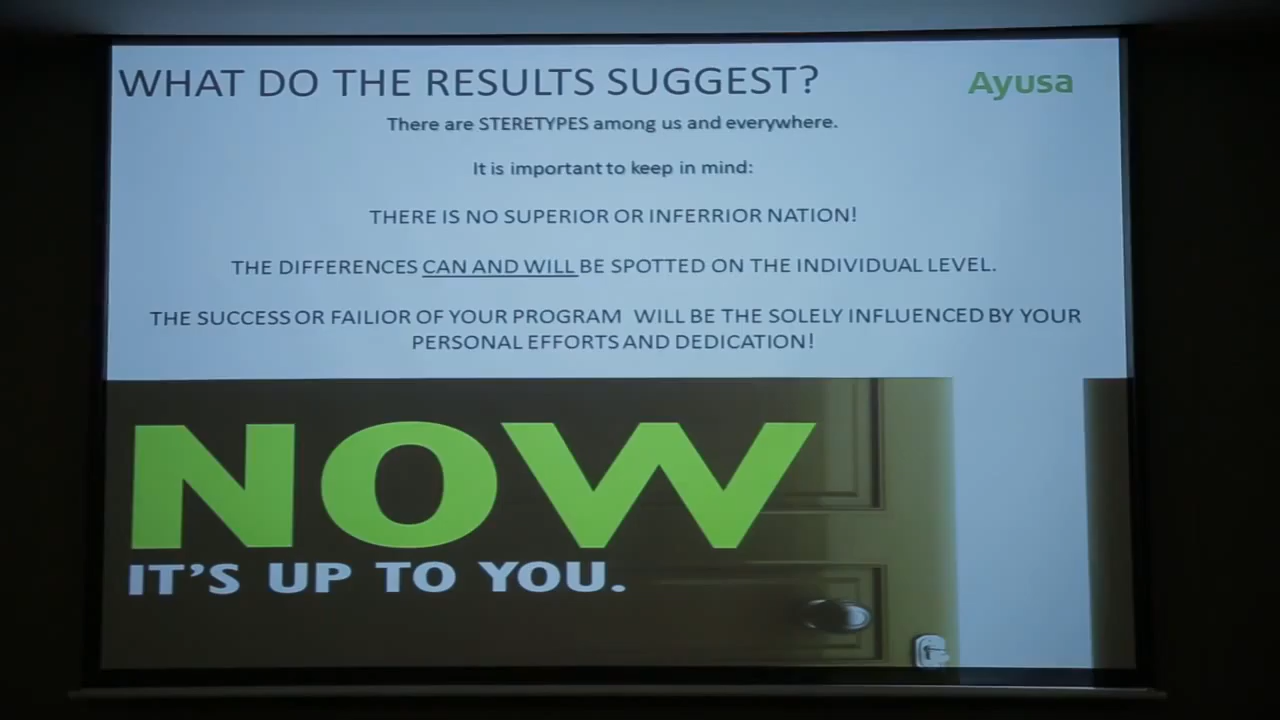 WHAT DO THE RESULTS SUGGEST?
Ayusa
There are STERETYPES among us and everywhere.
It is important to keep in mind:
THERE IS NO SUPERIOR OR INFERRIOR NATION!
THE DIFFERENCES CAN AND WILL BE SPOTTED ON THE INDIVIDUAL LEVEL.
THE SUCCESS OR FAILIOR OF YOUR PROGRAM WILL BE THE SOLELY INFLUENCED BY YOUR
PERSONAL EFFORTS AND DEDICATION!
NOW
IT'S UP TO YOU.